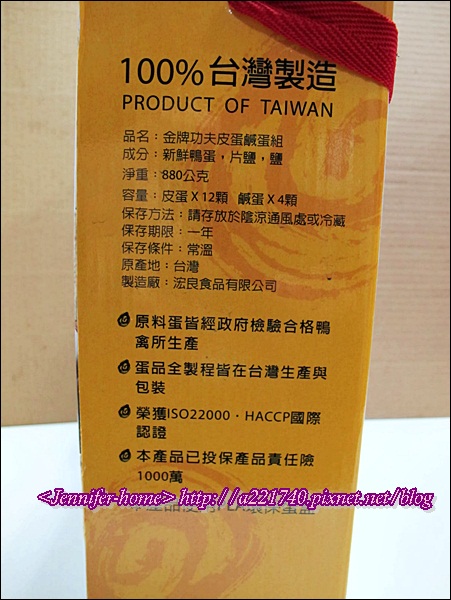 100%台灣製造
PRODUCT OF TAIWAN
品名：金牌功夫皮蛋鹹蛋組
成分：新鮮鴨蛋，片鹽，鹽
淨重：880公克
容量：皮蛋X12顆 鹹蛋X4顆
保存方法：請存放於陰涼通風處或冷藏
保存期限：一年
保存條件：常溫
原產地：台灣
製造廠：浤良食品有限公司
原料蛋皆經政府檢驗合格鴨
禽所生產
蛋品全製程皆在台灣生產與
包裝
榮獲ISO22000·HACCP國際
認證
本產品已投保產品責任險
1000萬
<Jennifer-home> http://a221740.pixnet.net/blog